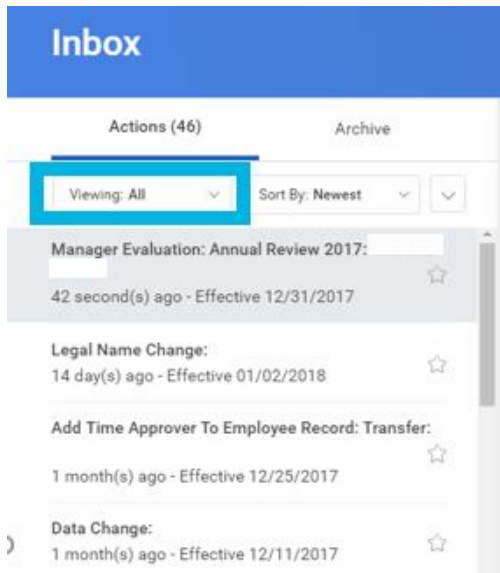 Inbox
Actions (46) Archive
Viewing: All Sort By: Newest
Manager Evaluation: Annual Review 2017:
42 second(s) ago - Effective 12/31/2017
Legal Name Change:
14 day(s) ago - Effective 01/02/2018
Add Time Approver To Employee Record: Transfer:
1 month(s) ago - Effective 12/25/2017
Data Change:
1 month(s) ago - Effective 12/11/2017